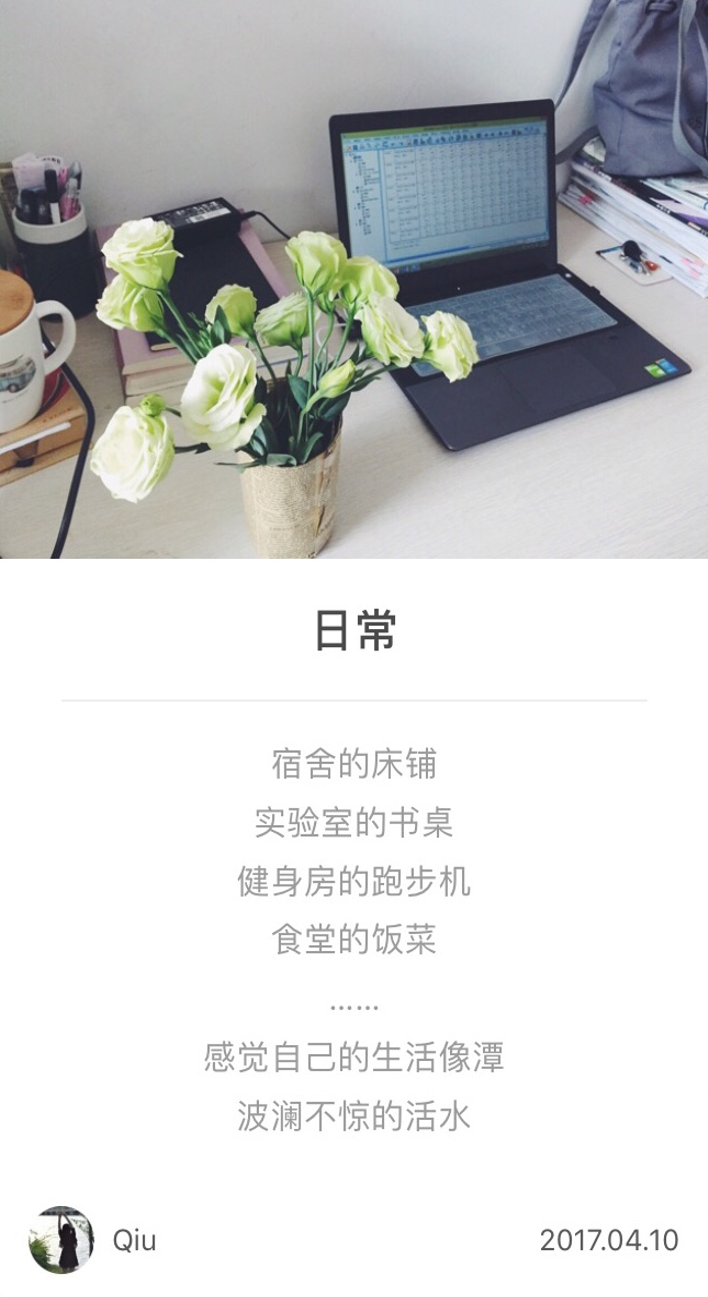 日常
宿舍的床铺
实验室的书桌
健身房的跑步机
食堂的饭菜
……
感觉自己的生活像潭
波澜不惊的活水
Qiu
2017.04.10